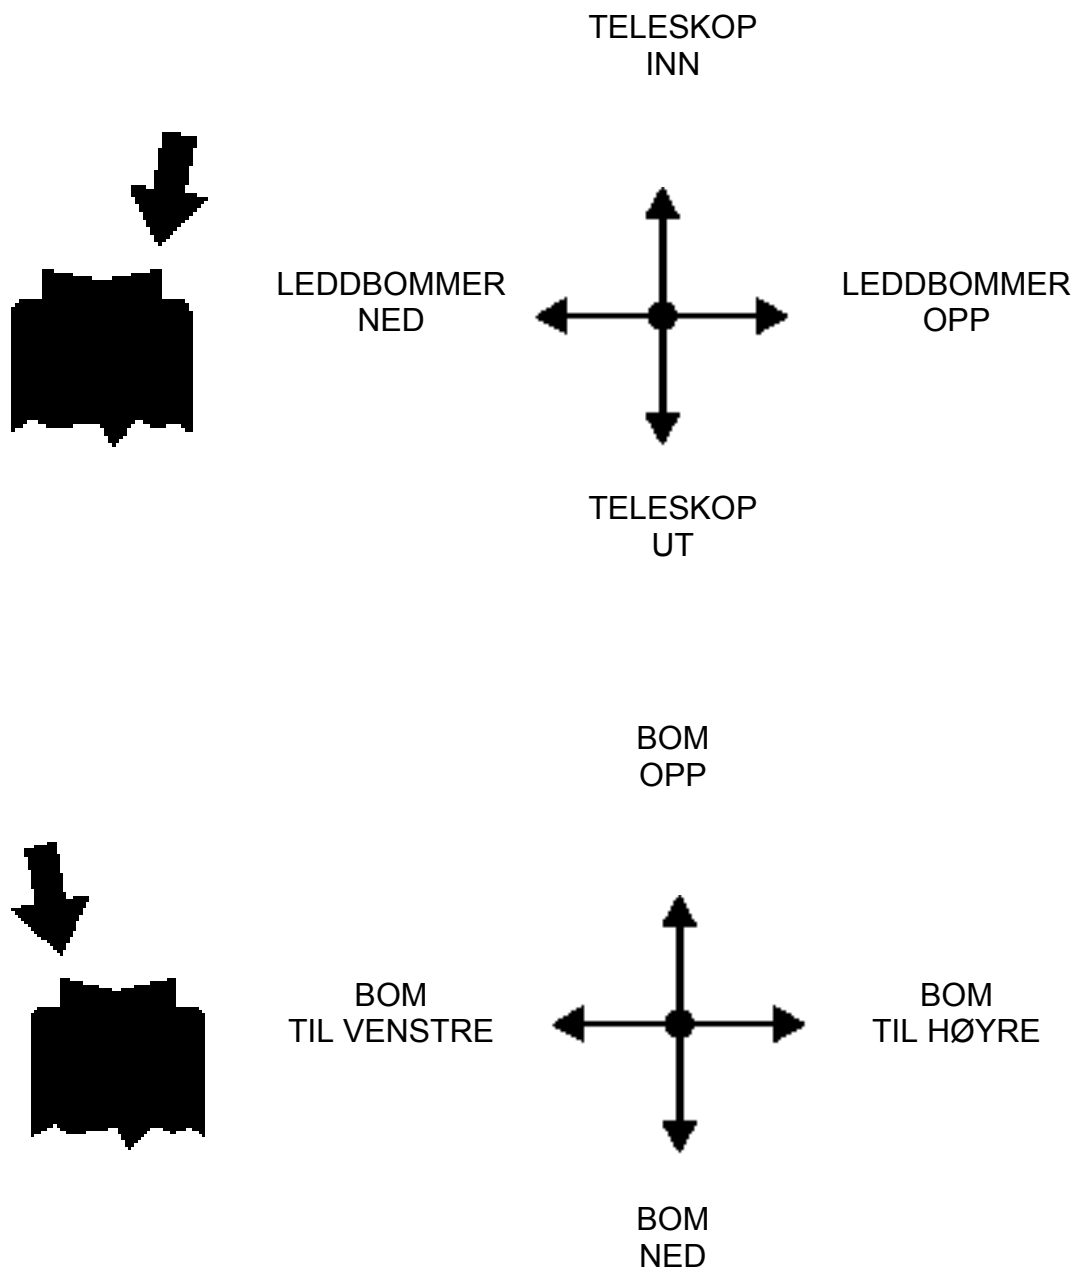 TELESKOP
INN
LEDDBOMMER
NED
LEDDBOMMER
OPP
TELESKOP
UT
BOM
OPP
BOM
TIL VENSTRE
BOM
TIL HØYRE
BOM
NED